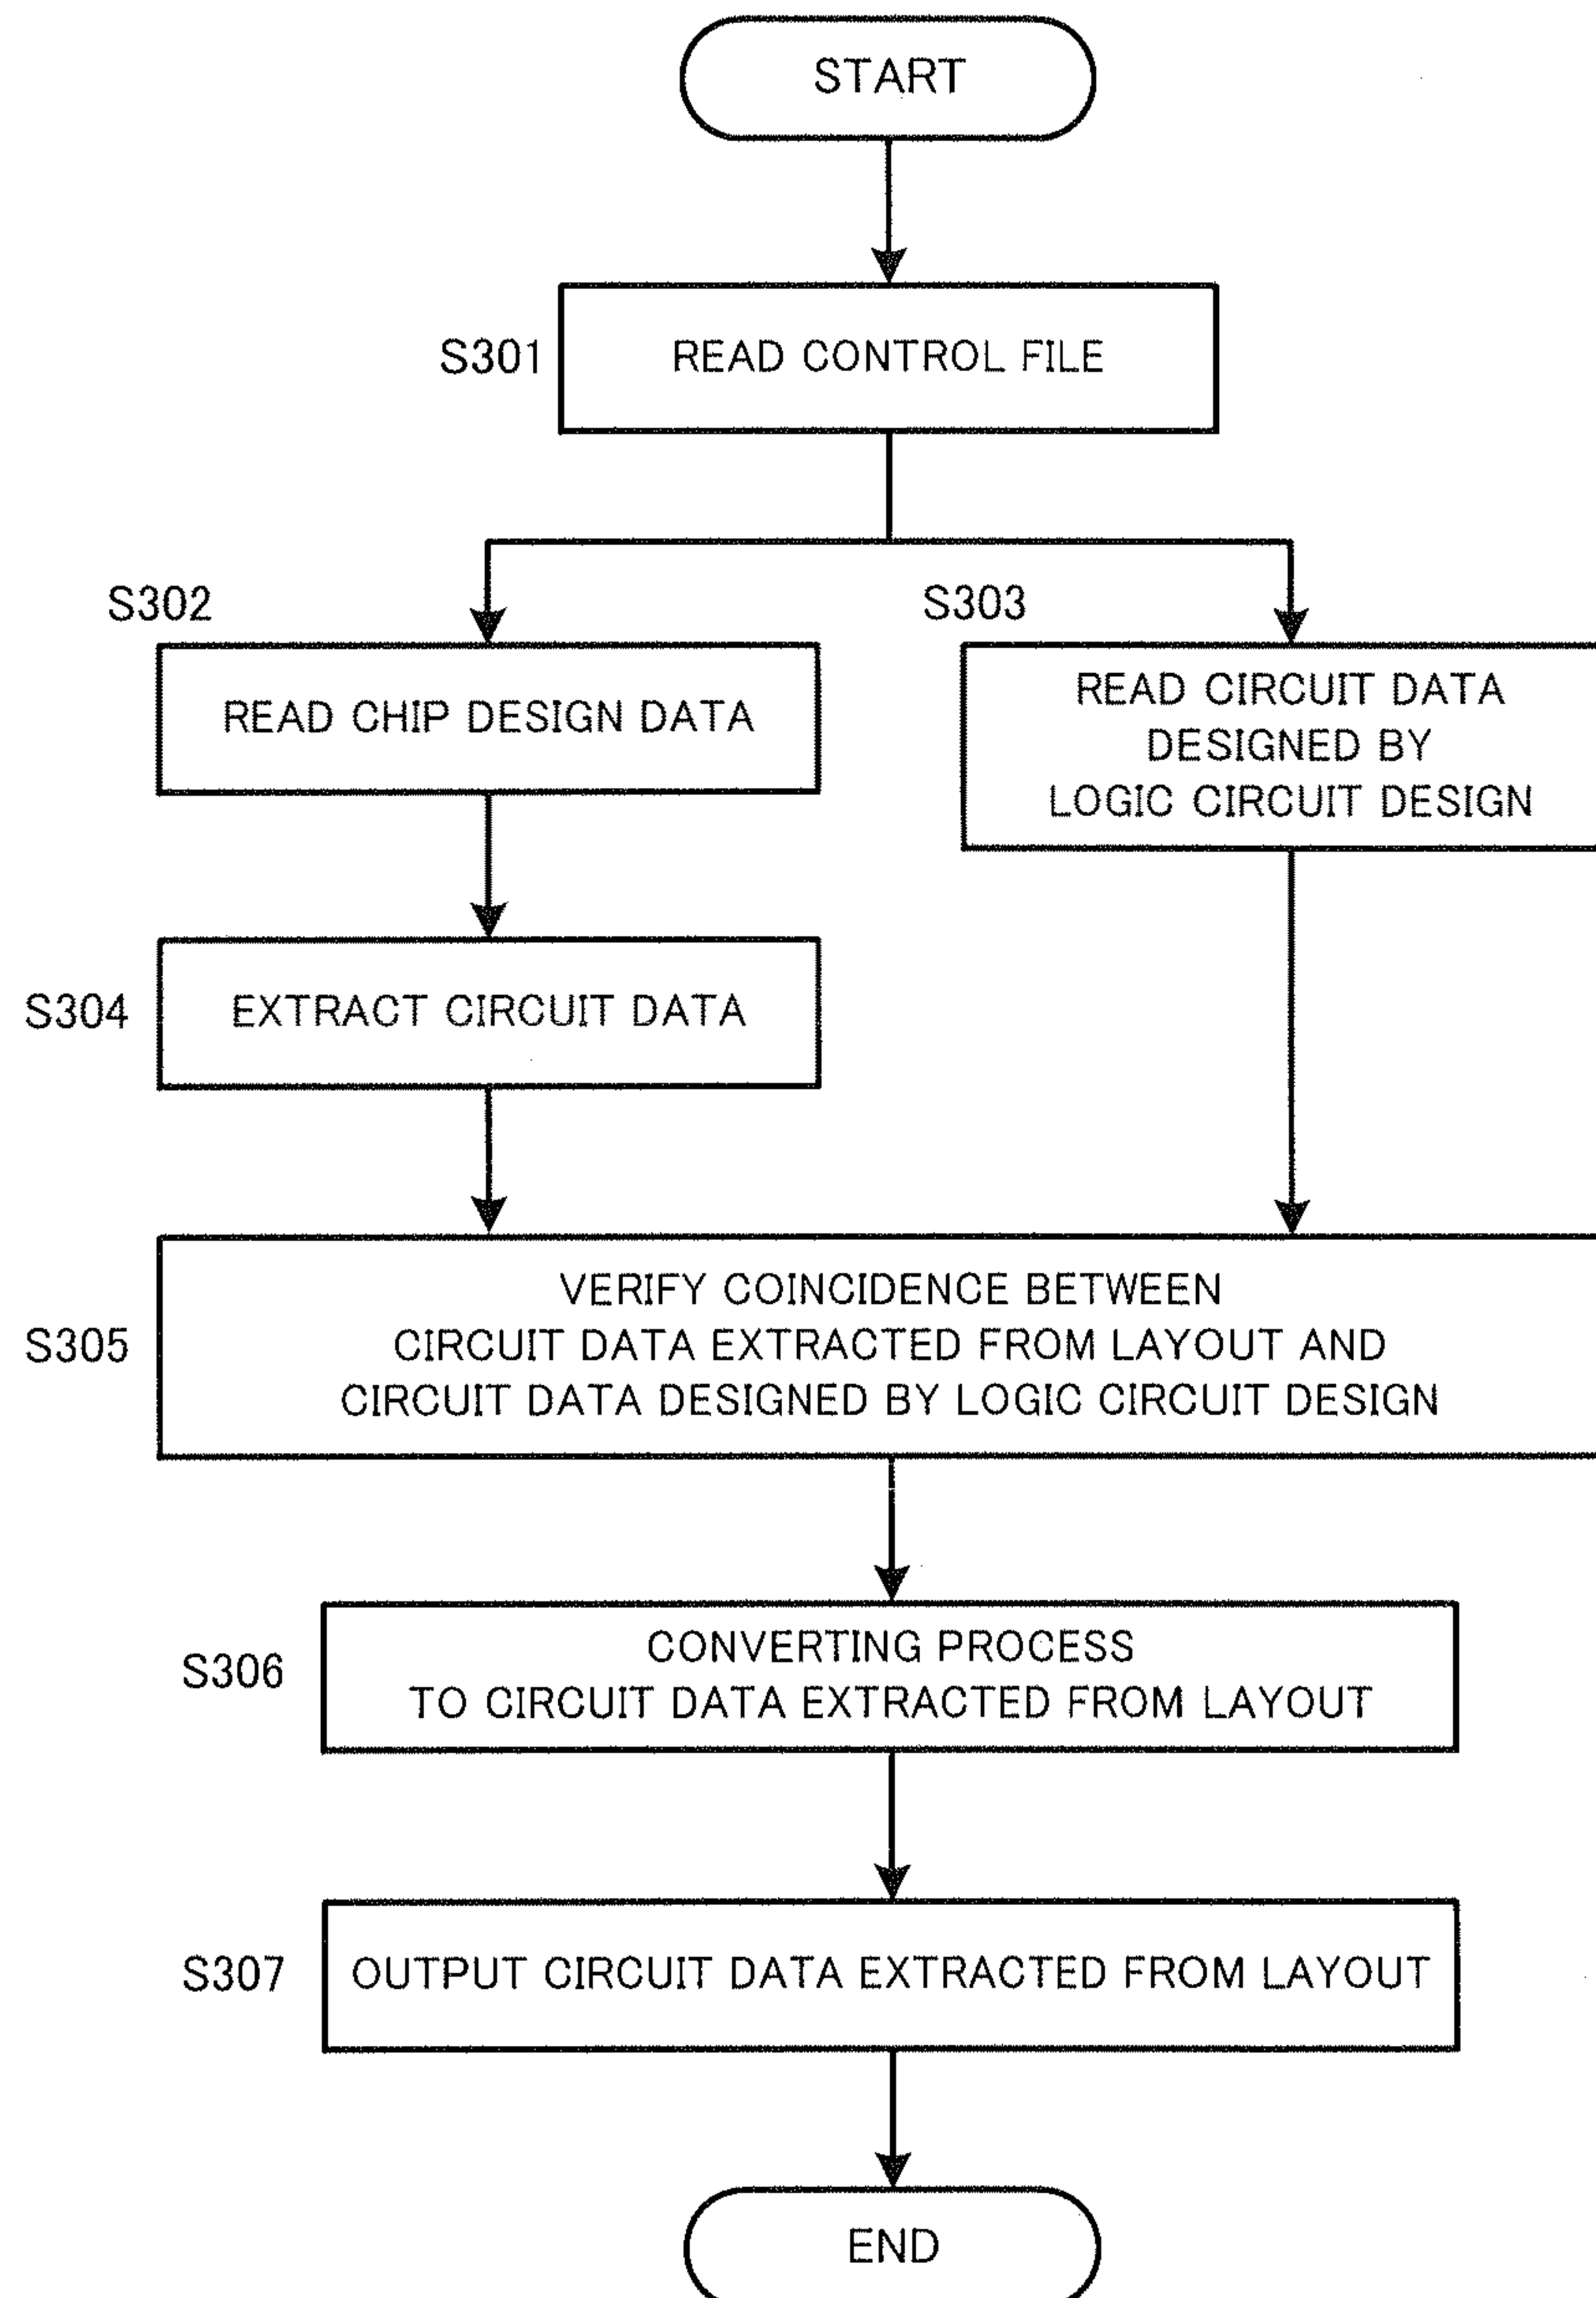 START
S301
READ CONTROL FILE
S302
S303
READ CHIP DESIGN DATA
READ CIRCUIT DATA
DESIGNED BY
LOGIC CIRCUIT DESIGN
S304
EXTRACT CIRCUIT DATA
S305
VERIFY COINCIDENCE BETWEEN
CIRCUIT DATA EXTRACTED FROM LAYOUT AND
CIRCUIT DATA DESIGNED BY LOGIC CIRCUIT DESIGN
S306
CONVERTING PROCESS
TO CIRCUIT DATA EXTRACTED FROM LAYOUT
S307
OUTPUT CIRCUIT DATA EXTRACTED FROM LAYOUT
END